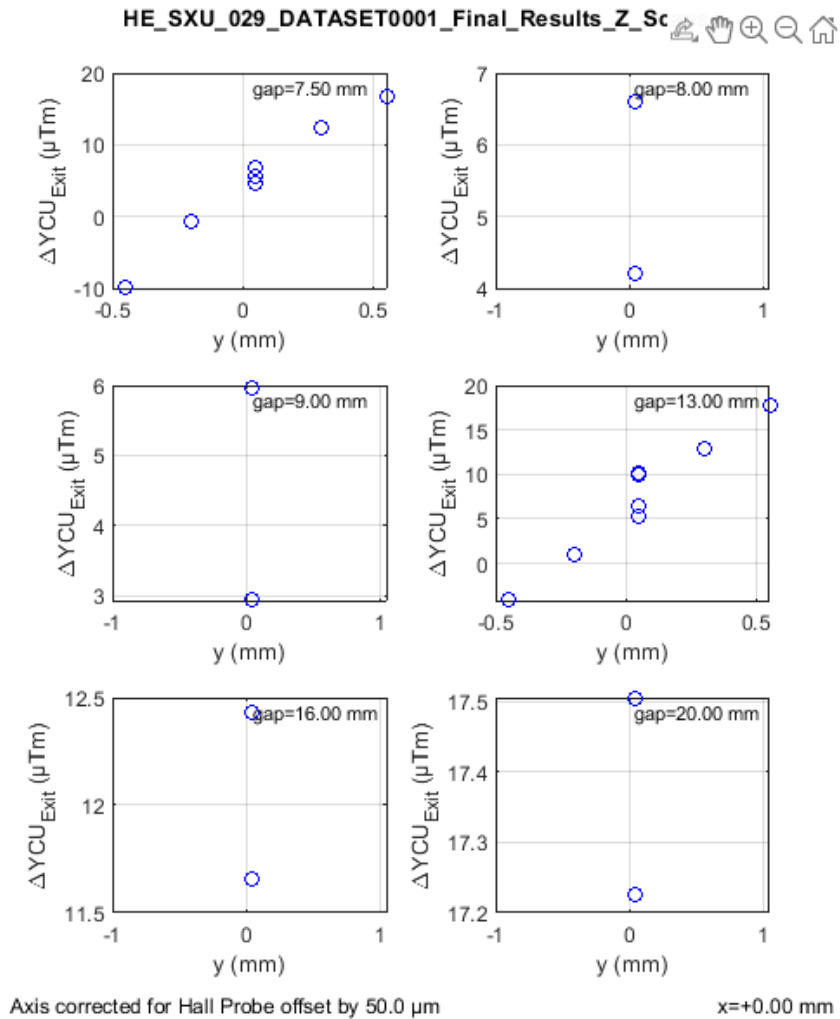 HE_SXU_029_DATASET0001_Final_Results_Z_Sc
20
10
0
-10
-0.5
0
0.5
ΔYCU_Exit (µTm)
y (mm)
gap=7.50 mm
7
6
5
4
-1
0
1
ΔYCU_Exit (µTm)
y (mm)
gap=8.00 mm
6
5
4
3
-1
0
1
ΔYCU_Exit (µTm)
y (mm)
gap=9.00 mm
20
15
10
5
0
-0.5
0
0.5
ΔYCU_Exit (µTm)
y (mm)
gap=13.00 mm
12.5
12
11.5
-1
0
1
ΔYCU_Exit (µTm)
y (mm)
gap=16.00 mm
17.5
17.4
17.3
17.2
-1
0
1
ΔYCU_Exit (µTm)
y (mm)
gap=20.00 mm
Axis corrected for Hall Probe offset by 50.0 µm
x=+0.00 mm